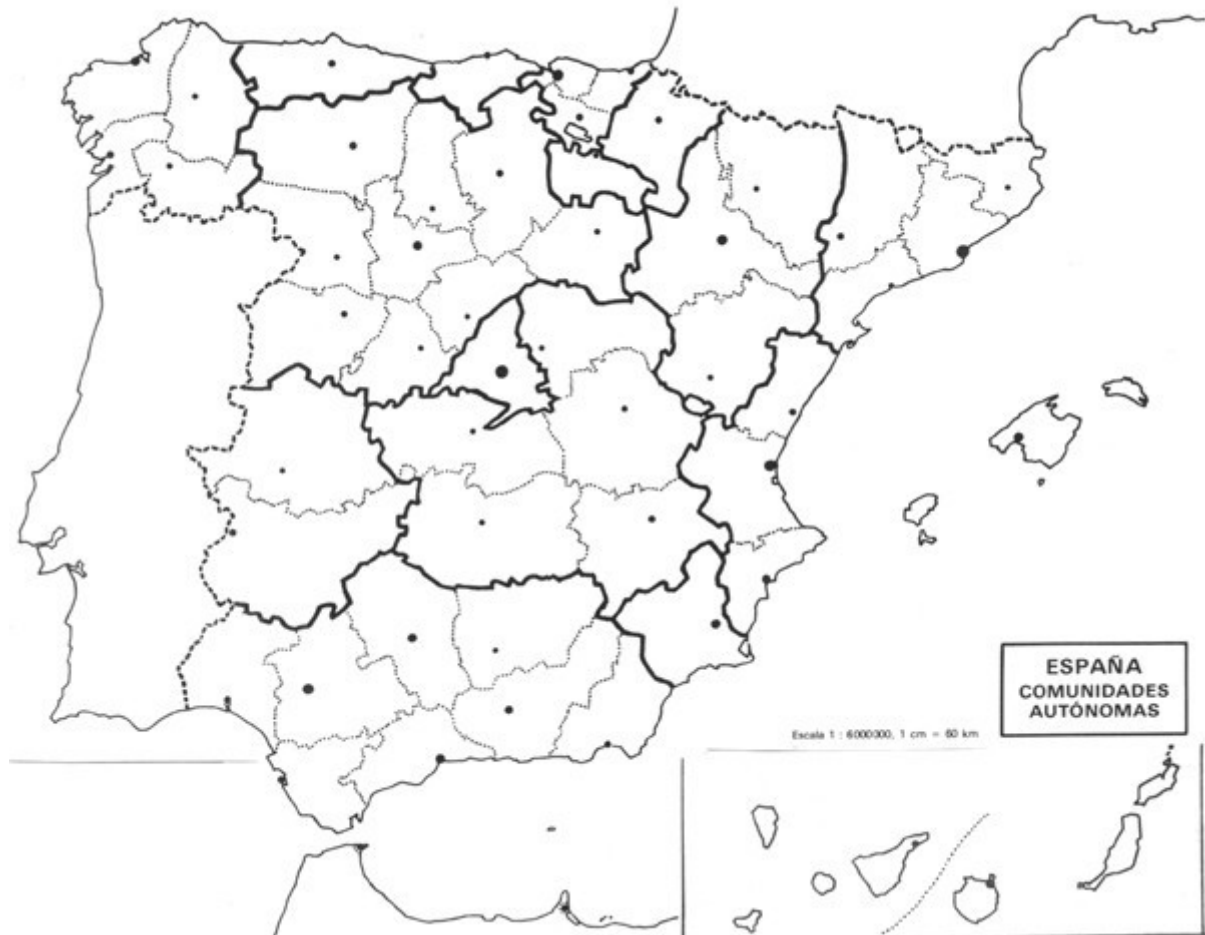 ESPAÑA
COMUNIDADES
AUTÓNOMAS
Escala 1 : 6000000, 1 cm = 60 km